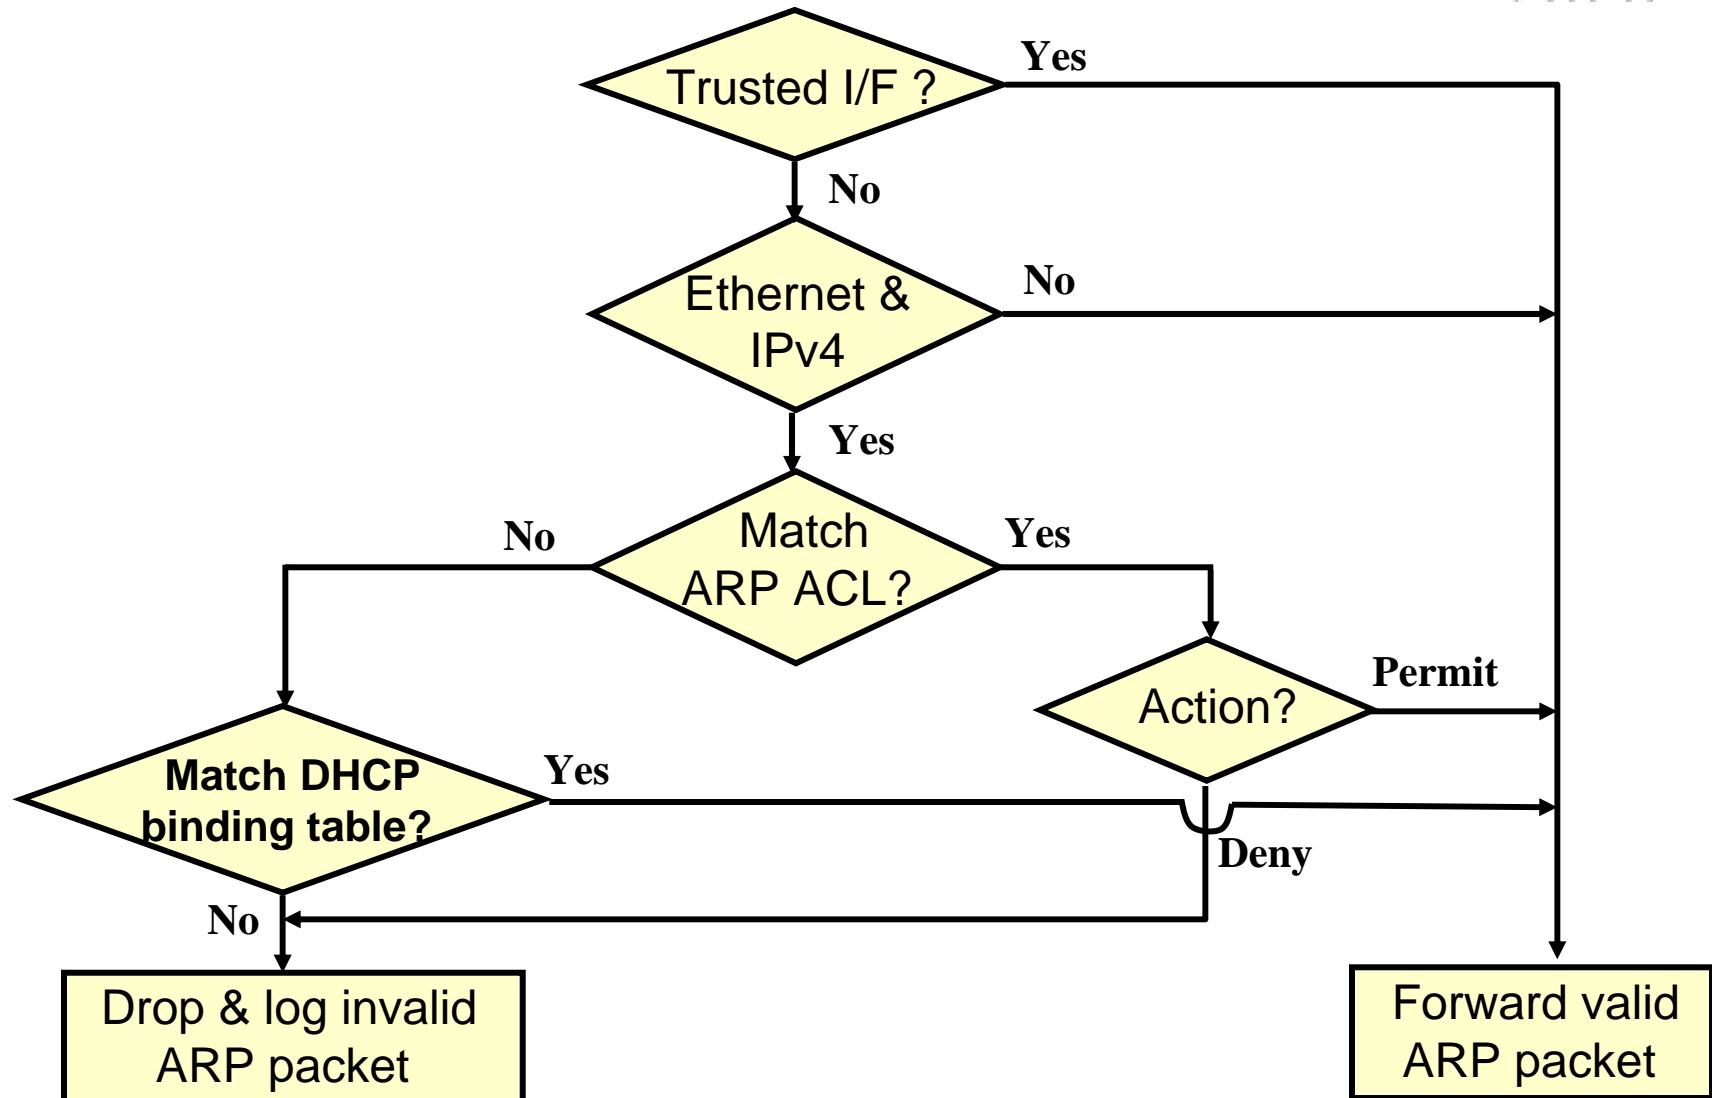 Trusted I/F ?
Yes
No
Ethernet &
IPv4
No
Yes
Match
ARP ACL?
No
Yes
Action?
Permit
Match DHCP
binding table?
Yes
Deny
No
Drop & log invalid
ARP packet
Forward valid
ARP packet